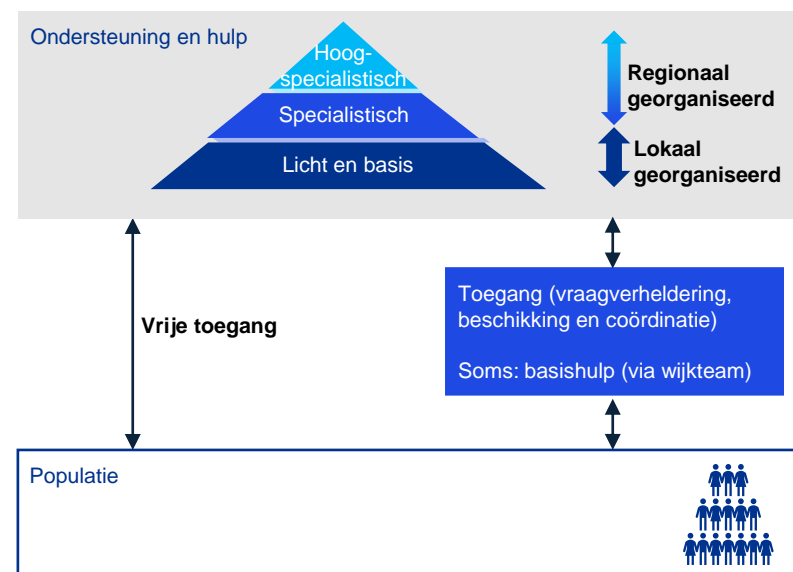 Ondersteuning en hulp
Hoog-
specialistisch
Specialistisch
Licht en basis
Regionaal
georganiseerd
Lokaal
georganiseerd
Vrije toegang
Toegang (vraagverheldering,
beschikking en coördinatie)
Soms: basishulp (via wijkteam)
Populatie